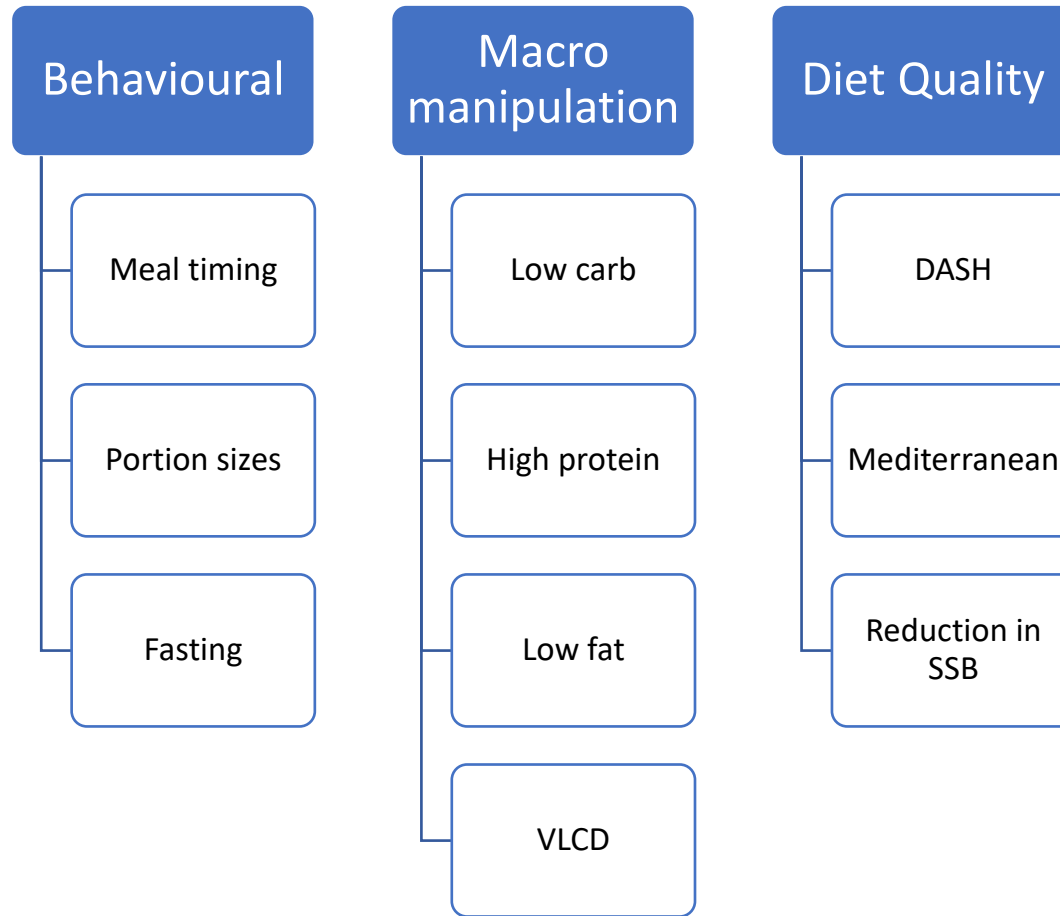 Behavioural
Meal timing
Portion sizes
Fasting
Macro
manipulation
Low carb
High protein
Low fat
VLCD
Diet Quality
DASH
Mediterranean
Reduction in
SSB